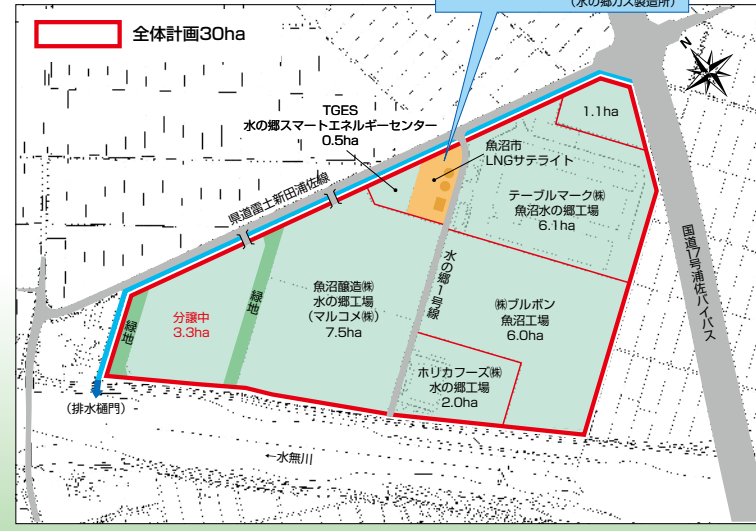 (水の郷ガス製造所)
全体計画30ha
N
1.1ha
TGES
水の郷スマートエネルギーセンター
0.5ha
魚沼市
LNGサテライト
テーブルマーク㈱
魚沼水の郷工場
6.1ha
県道雷土新田浦佐線
国道17号浦佐バイパス
水の郷1号線
緑地
分譲中
3.3ha
緑地
魚沼醸造㈱
水の郷工場
(マルコメ㈱)
7.5ha
㈱ブルボン
魚沼工場
6.0ha
ホリカフーズ㈱
水の郷工場
2.0ha
(排水樋門)
←水無川